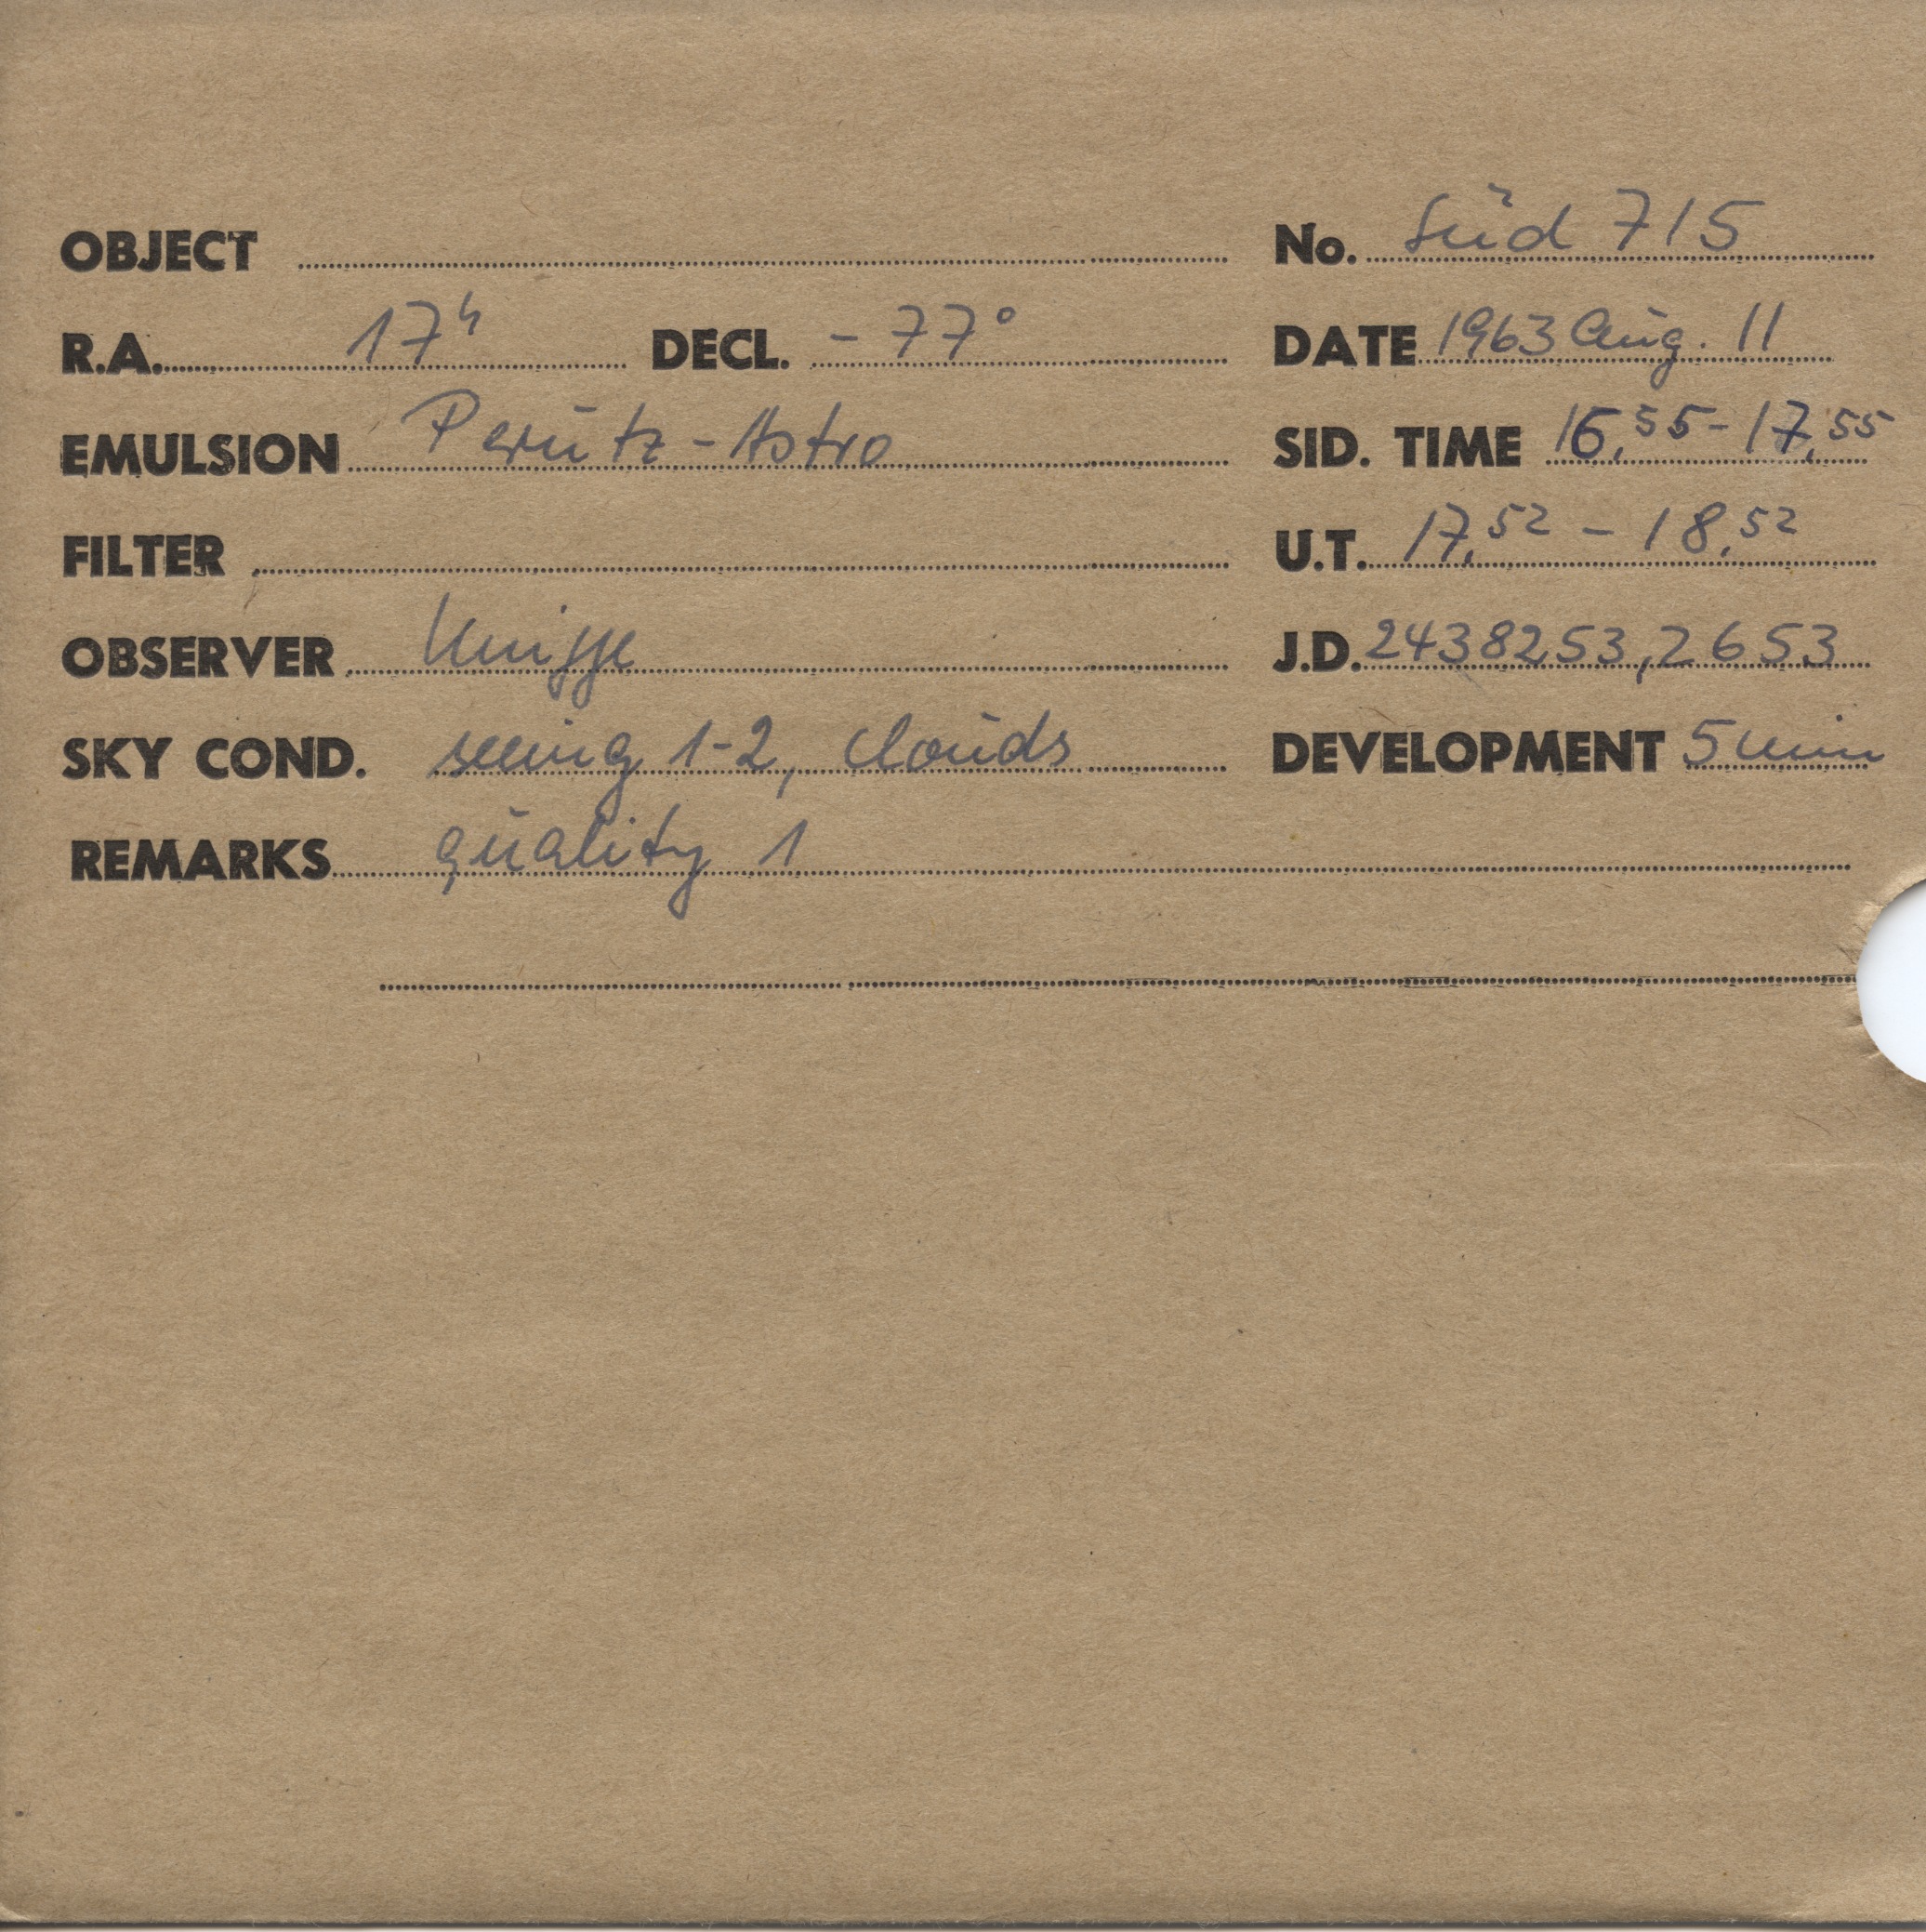 OBJECT No. Süd 715
R.A. 17h DECL. - 77° DATE 1963 Aug. 11
EMULSION Perutz - Astro SID. TIME 16,55 - 17,55
FILTER U.T. 17,52 - 18,52
OBSERVER J.D. 2438253,2653
SKY COND. seeing 1-2, clouds DEVELOPMENT 5 min
REMARKS quality 1